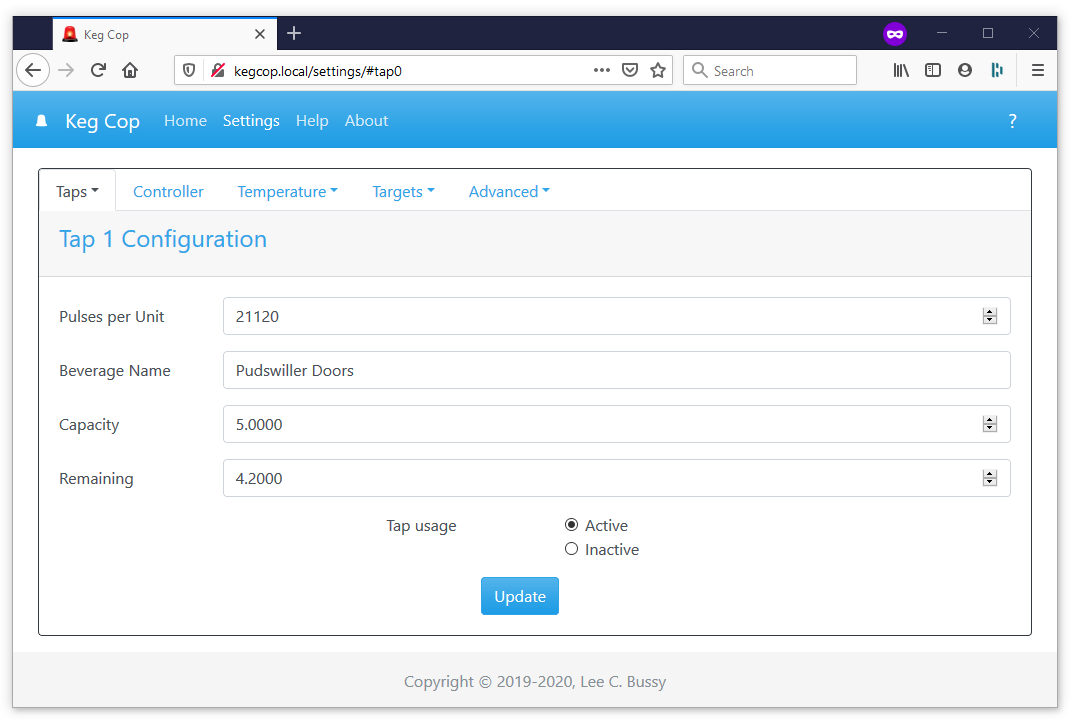 Keg Cop
kegcop.local/settings/#tap0
Search
Keg Cop Home Settings Help About ?
Taps Controller Temperature Targets Advanced
Tap 1 Configuration
Pulses per Unit 21120
Beverage Name Pudswiller Doors
Capacity 5.0000
Remaining 4.2000
Tap usage Active
Inactive
Update
Copyright © 2019-2020, Lee C. Bussy